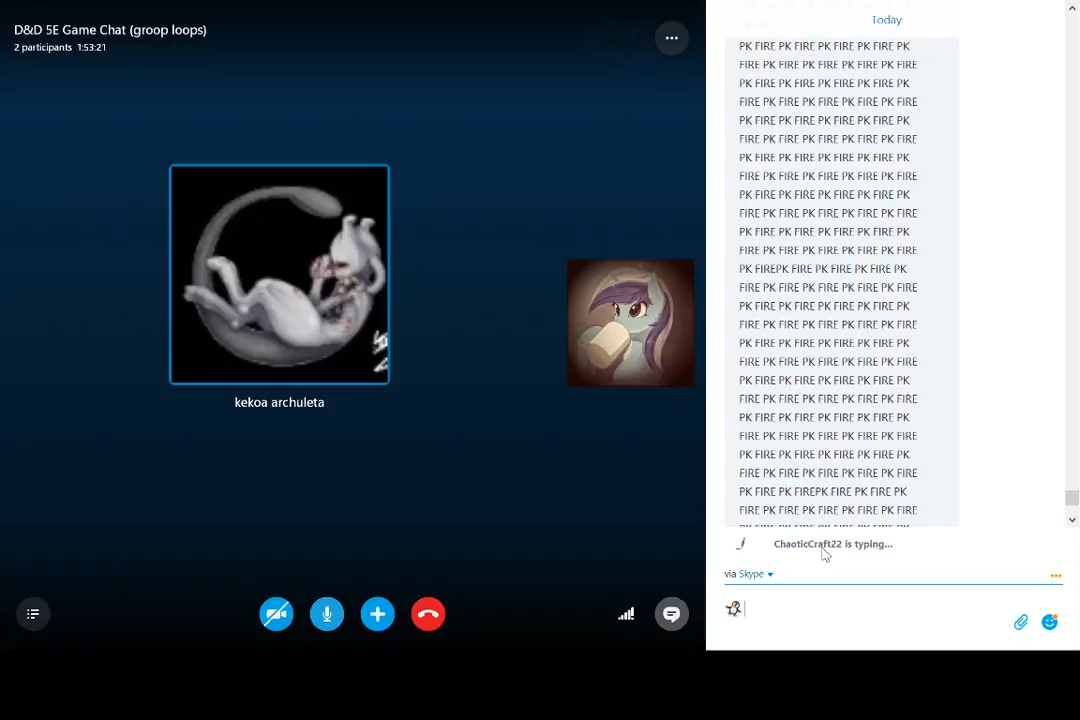 D&D 5E Game Chat (groop loops)
2 participants 1:53:21
kekoa archuleta
Today
PK FIRE PK FIRE PK FIRE PK FIRE PK
FIRE PK FIRE PK FIRE PK FIRE PK FIRE
PK FIRE PK FIRE PK FIRE PK FIRE PK
FIRE PK FIRE PK FIRE PK FIRE PK FIRE
PK FIRE PK FIRE PK FIRE PK FIRE PK
FIRE PK FIRE PK FIRE PK FIRE PK FIRE
PK FIRE PK FIRE PK FIRE PK FIRE PK
FIRE PK FIRE PK FIRE PK FIRE PK FIRE
PK FIRE PK FIRE PK FIRE PK FIRE PK
FIRE PK FIRE PK FIRE PK FIRE PK FIRE
PK FIRE PK FIRE PK FIRE PK FIRE PK
FIRE PK FIRE PK FIRE PK FIRE PK FIRE
PK FIREPK FIRE PK FIRE PK FIRE PK
FIRE PK FIRE PK FIRE PK FIRE PK FIRE
PK FIRE PK FIRE PK FIRE PK FIRE PK
FIRE PK FIRE PK FIRE PK FIRE PK FIRE
PK FIRE PK FIRE PK FIRE PK FIRE PK
FIRE PK FIRE PK FIRE PK FIRE PK FIRE
PK FIRE PK FIRE PK FIRE PK FIRE PK
FIRE PK FIRE PK FIRE PK FIRE PK FIRE
PK FIRE PK FIRE PK FIRE PK FIRE PK
FIRE PK FIRE PK FIRE PK FIRE PK FIRE
PK FIRE PK FIRE PK FIRE PK FIRE PK
FIRE PK FIRE PK FIRE PK FIRE PK FIRE
PK FIRE PK FIREPK FIRE PK FIRE PK
FIRE PK FIRE PK FIRE PK FIRE PK FIRE
ChaoticCraft22 is typing...
via Skype